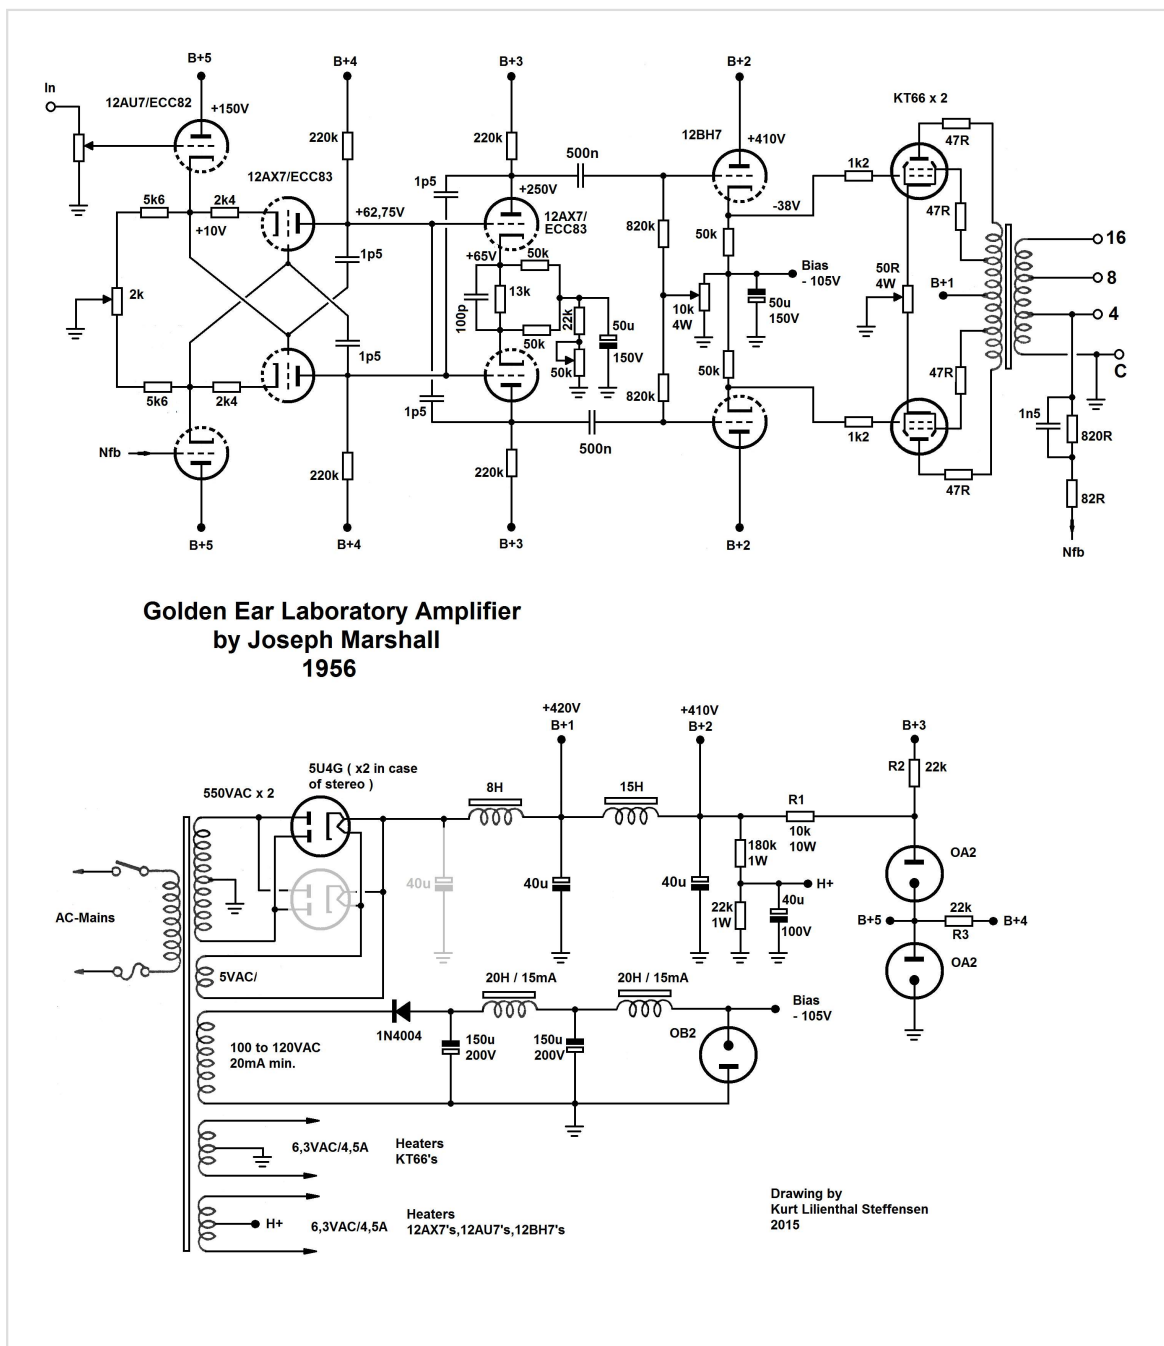 B+5
B+4
B+3
B+2
In
12AU7/ECC82
+150V
KT66 x 2
47R
220k
220k
500n
12BH7
+410V
1k2
12AX7/ECC83
1p5
+250V
12AX7/
ECC83
-38V
47R
5k6
2k4
+62,75V
+10V
820k
50k
+65V
50k
1p5
16
8
4
C
2k
100p
13k
22k
50u
150V
50k
50k
Bias
- 105V
10k
4W
50u
150V
50R
4W
B+1
1p5
50k
47R
5k6
2k4
1p5
820k
1k2
500n
1n5
820R
Nfb
220k
220k
47R
82R
B+5
B+4
B+3
B+2
Nfb
Golden Ear Laboratory Amplifier
by Joseph Marshall
1956
+420V
B+1
+410V
B+2
B+3
R2
22k
5U4G ( x2 in case
of stereo )
550VAC x 2
8H
15H
R1
10k
10W
180k
1W
OA2
40u
40u
40u
H+
22k
1W
40u
100V
AC-Mains
B+5
22k
R3
B+4
OA2
5VAC/
20H / 15mA
20H / 15mA
Bias
- 105V
1N4004
150u
200V
150u
200V
OB2
100 to 120VAC
20mA min.
6,3VAC/4,5A
Heaters
KT66's
H+
6,3VAC/4,5A
Heaters
12AX7's,12AU7's,12BH7's
Drawing by
Kurt Lilienthal Steffensen
2015